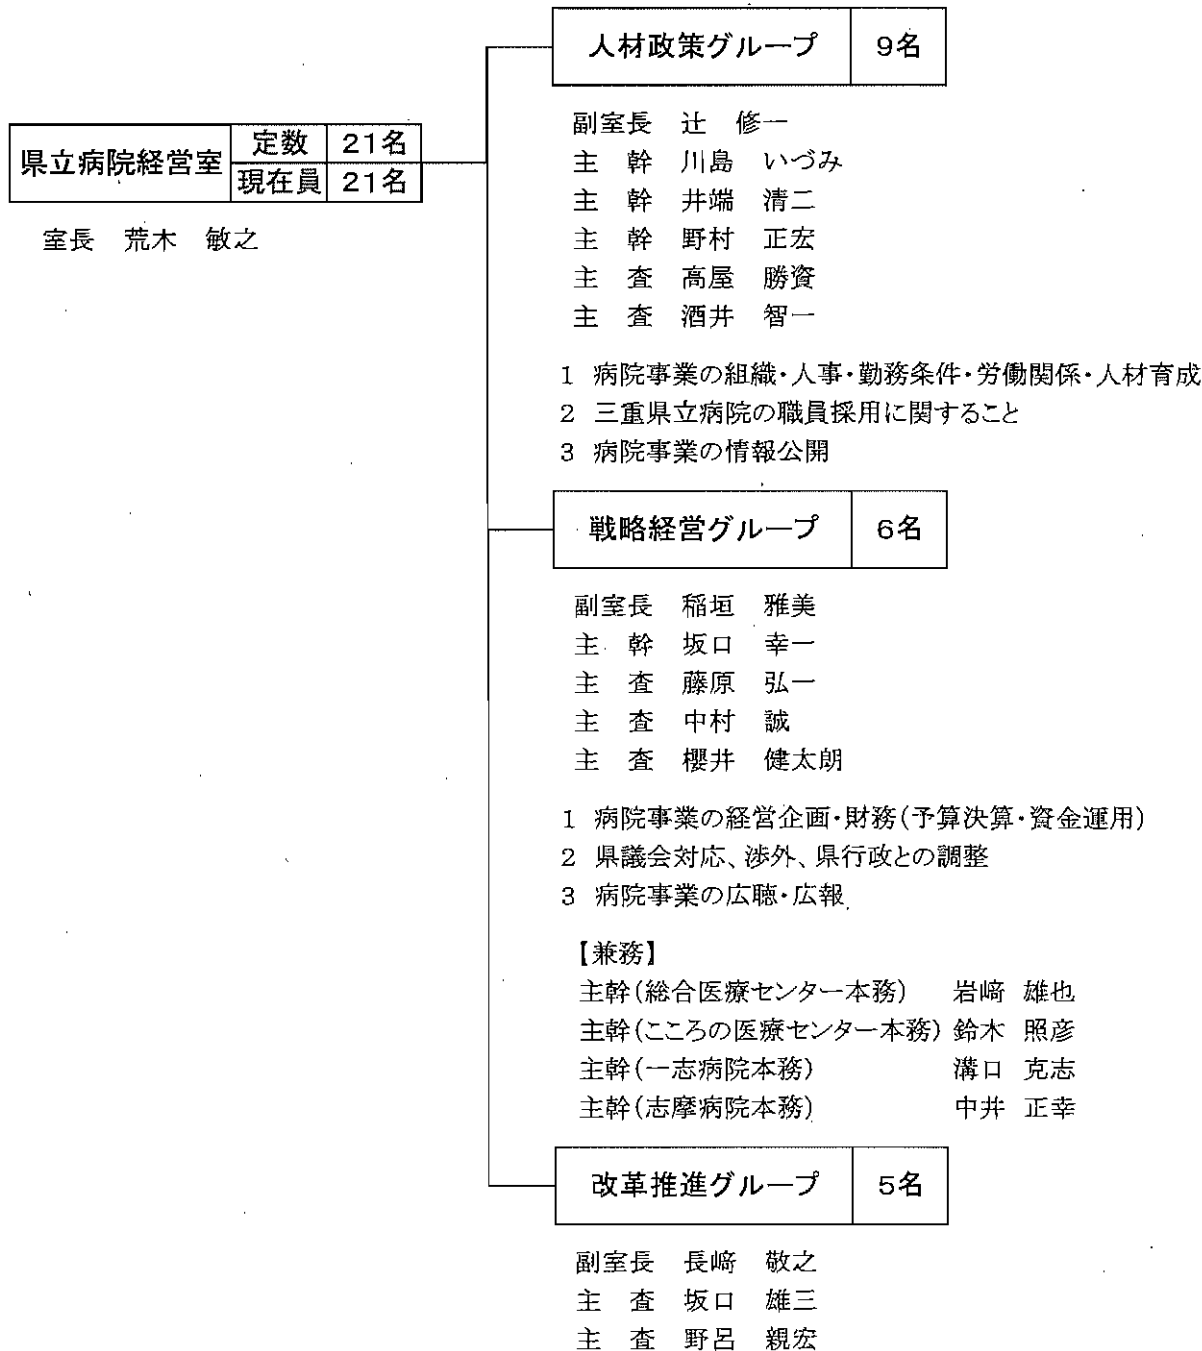 県立病院経営室 定数 21名
現在員 21名
室長 荒木 敏之
人材政策グループ 9名
副室長 辻 修一
主 幹 川島 いづみ
主 幹 井端 清二
主 幹 野村 正宏
主 査 高屋 勝資
主 査 酒井 智一
1 病院事業の組織・人事・勤務条件・労働関係・人材育成
2 三重県立病院の職員採用に関すること
3 病院事業の情報公開
戦略経営グループ 6名
副室長 稲垣 雅美
主 幹 坂口 幸一
主 査 藤原 弘一
主 査 中村 誠
主 査 櫻井 健太朗
1 病院事業の経営企画・財務(予算決算・資金運用)
2 県議会対応、渉外、県行政との調整
3 病院事業の広聴・広報
【兼務】
主幹(総合医療センター本務) 岩﨑 雄也
主幹(こころの医療センター本務) 鈴木 照彦
主幹(一志病院本務) 溝口 克志
主幹(志摩病院本務) 中井 正幸
改革推進グループ 5名
副室長 長﨑 敬之
主 査 坂口 雄三
主 査 野呂 親宏